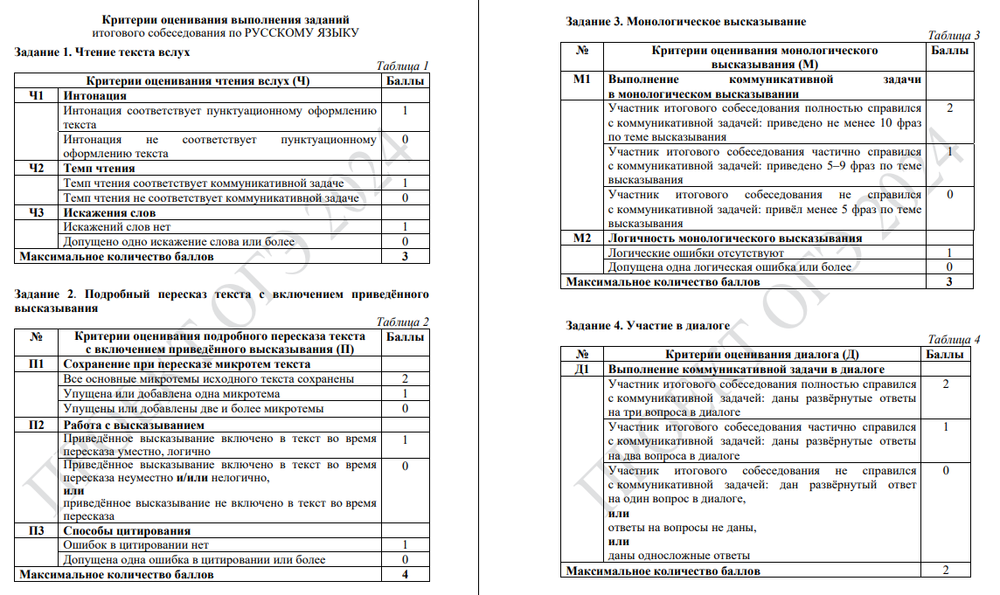 Критерии оценивания выполнения заданий
итогового собеседования по РУССКОМУ ЯЗЫКУ
Задание 1. Чтение текста вслух
Таблица 1
Критерии оценивания чтения вслух (Ч) Баллы
Ч1 Интонация
Интонация соответствует пунктуационному оформлению 1
текста
Интонация не соответствует пунктуационному 0
оформлению текста
Ч2 Темп чтения
Темп чтения соответствует коммуникативной задаче 1
Темп чтения не соответствует коммуникативной задаче 0
Ч3 Искажения слов
Искажений слов нет 1
Допущено одно искажение слова или более 0
Максимальное количество баллов 3
Задание 2. Подробный пересказ текста с включением приведённого
высказывания
Таблица 2
№ Критерии оценивания подробного пересказа текста Баллы
с включением приведённого высказывания (П)
П1 Сохранение при пересказе микротем текста
Все основные микротемы исходного текста сохранены 2
Упущена или добавлена одна микротема 1
Упущены или добавлены две и более микротемы 0
П2 Работа с высказыванием
Приведённое высказывание включено в текст во время 1
пересказа уместно, логично
Приведённое высказывание включено в текст во время 0
пересказа неуместно и/или нелогично,
или
приведённое высказывание не включено в текст во время
пересказа
П3 Способы цитирования
Ошибок в цитировании нет 1
Допущена одна ошибка в цитировании или более 0
Максимальное количество баллов 4
ПРОЕКТ ОГЭ 2024
Задание 3. Монологическое высказывание
Таблица 3
№ Критерии оценивания монологического Баллы
высказывания (М)
М1 Выполнение коммуникативной задачи
в монологическом высказывании
Участник итогового собеседования полностью справился 2
с коммуникативной задачей: приведено не менее 10 фраз
по теме высказывания
Участник итогового собеседования частично справился 1
с коммуникативной задачей: приведено 5–9 фраз по теме
высказывания
Участник итогового собеседования не справился 0
с коммуникативной задачей: привёл менее 5 фраз по теме
высказывания
М2 Логичность монологического высказывания
Логические ошибки отсутствуют 1
Допущена одна логическая ошибка или более 0
Максимальное количество баллов 3
Задание 4. Участие в диалоге
Таблица 4
№ Критерии оценивания диалога (Д) Баллы
Д1 Выполнение коммуникативной задачи в диалоге
Участник итогового собеседования полностью справился 2
с коммуникативной задачей: даны развёрнутые ответы
на три вопроса в диалоге
Участник итогового собеседования частично справился 1
с коммуникативной задачей: даны развёрнутые ответы
на два вопроса в диалоге
Участник итогового собеседования не справился 0
с коммуникативной задачей: дан развёрнутый ответ
на один вопрос в диалоге,
или
ответы на вопросы не даны,
или
даны односложные ответы
Максимальное количество баллов 2
ПРОЕКТ ОГЭ 2024